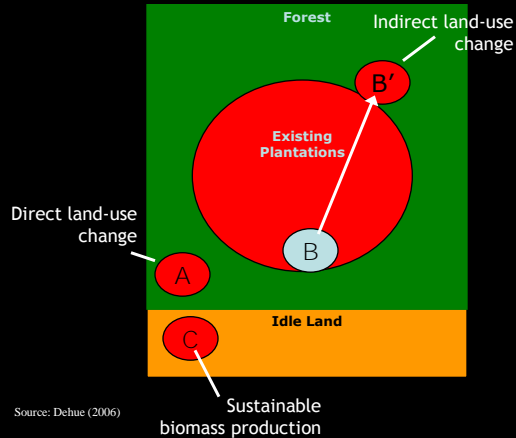 Forest
Indirect land-use
change
B’
Existing
Plantations
Direct land-use
change
B
A
Idle Land
C
Source: Dehue (2006)
Sustainable
biomass production